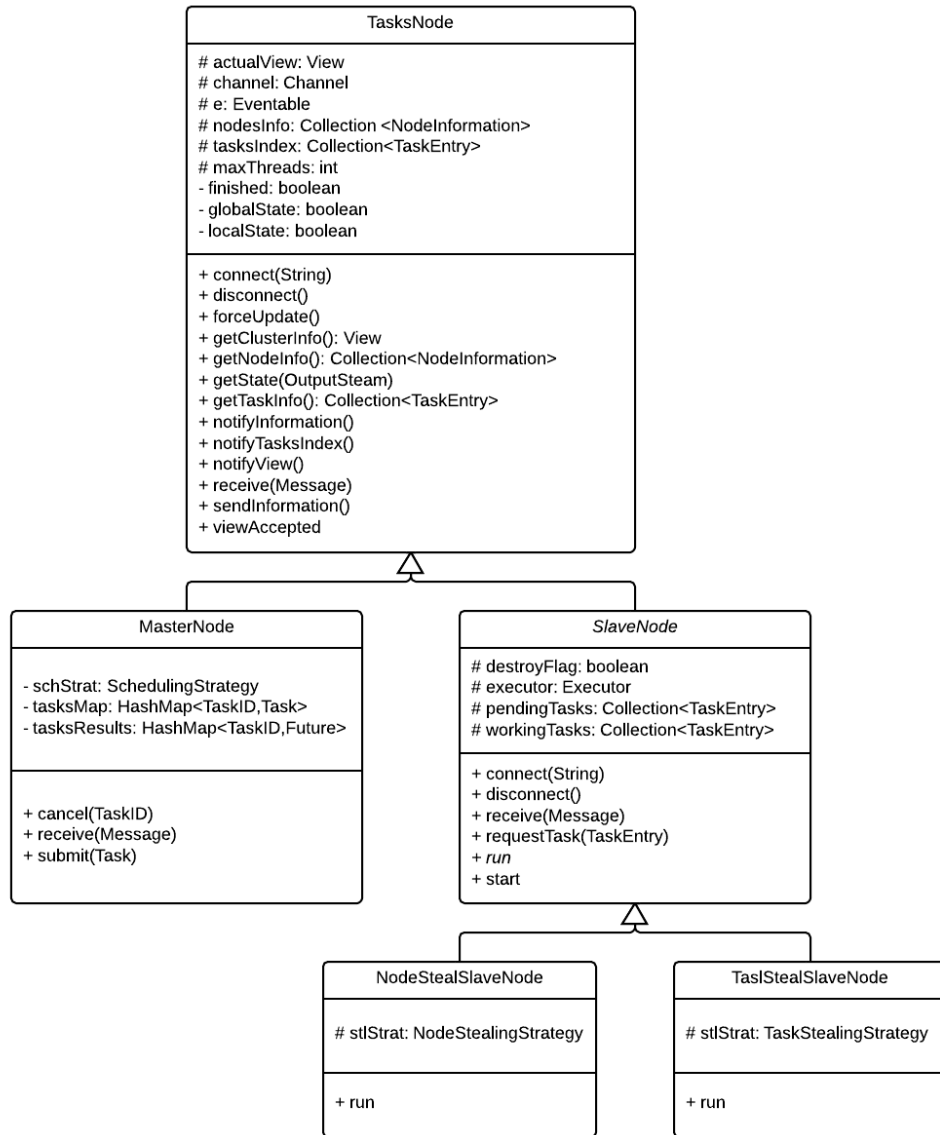 TasksNode
# actualView: View
# channel: Channel
# e: Eventable
# nodesInfo: Collection <NodeInformation>
# tasksIndex: Collection<TaskEntry>
# maxThreads: int
- finished: boolean
- globalState: boolean
- localState: boolean
+ connect(String)
+ disconnect()
+ forceUpdate()
+ getClusterInfo(): View
+ getNodeInfo(): Collection<NodeInformation>
+ getState(OutputSteam)
+ getTaskInfo(): Collection<TaskEntry>
+ notifyInformation()
+ notifyTasksIndex()
+ notifyView()
+ receive(Message)
+ sendInformation()
+ viewAccepted
MasterNode
- schStrat: SchedulingStrategy
- tasksMap: HashMap<TaskID,Task>
- tasksResults: HashMap<TaskID,Future>
+ cancel(TaskID)
+ receive(Message)
+ submit(Task)
SlaveNode
# destroyFlag: boolean
# executor: Executor
# pendingTasks: Collection<TaskEntry>
# workingTasks: Collection<TaskEntry>
+ connect(String)
+ disconnect()
+ receive(Message)
+ requestTask(TaskEntry)
+ run
+ start
NodeStealSlaveNode
# stlStrat: NodeStealingStrategy
+ run
TaslStealSlaveNode
# stlStrat: TaskStealingStrategy
+ run